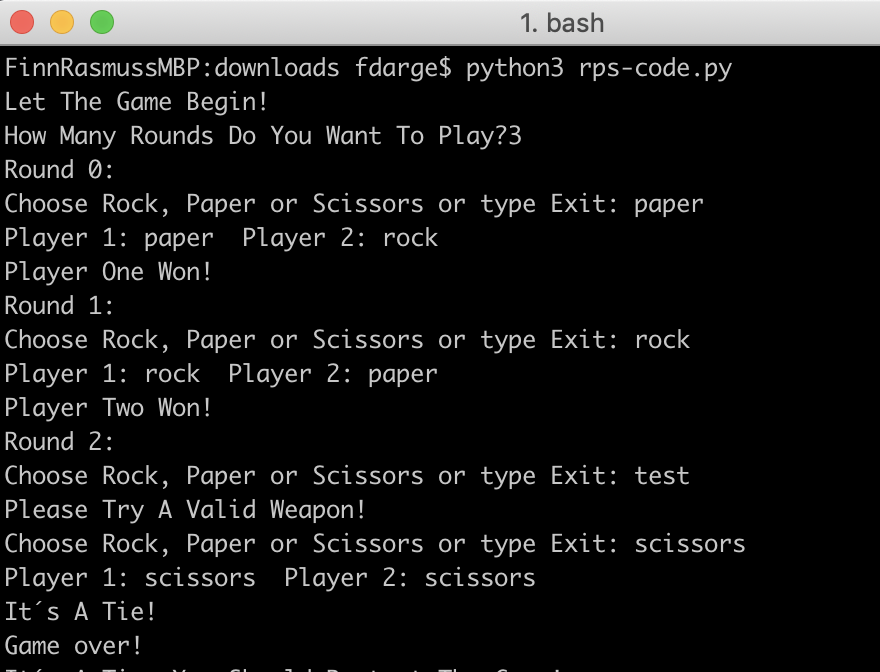 1. bash
FinnRasmussMBP:downloads fdarge$ python3 rps-code.py
Let The Game Begin!
How Many Rounds Do You Want To Play?3
Round 0:
Choose Rock, Paper or Scissors or type Exit: paper
Player 1: paper  Player 2: rock
Player One Won!
Round 1:
Choose Rock, Paper or Scissors or type Exit: rock
Player 1: rock  Player 2: paper
Player Two Won!
Round 2:
Choose Rock, Paper or Scissors or type Exit: test
Please Try A Valid Weapon!
Choose Rock, Paper or Scissors or type Exit: scissors
Player 1: scissors  Player 2: scissors
It´s A Tie!
Game over!